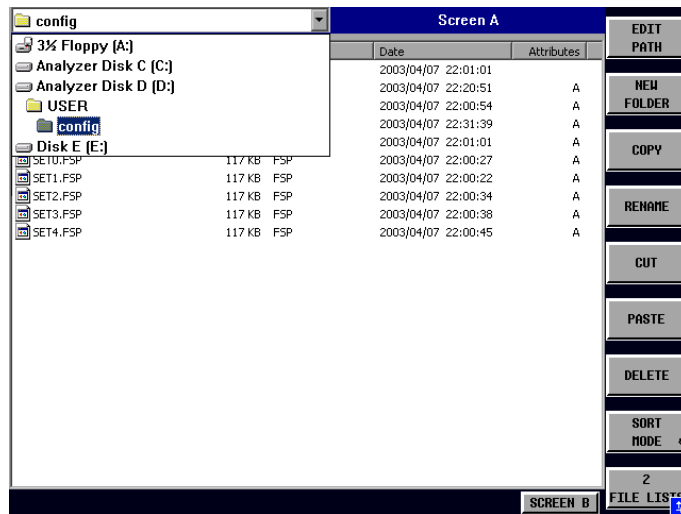 config
Screen A
3½ Floppy (A:)
Analyzer Disk C (C:)
Analyzer Disk D (D:)
USER
config
Disk E (E:)
Date Attributes
2003/04/07 22:01:01
2003/04/07 22:20:51 A
2003/04/07 22:00:54 A
2003/04/07 22:31:39 A
2003/04/07 22:01:01 A
SET0.FSP 117 KB FSP 2003/04/07 22:00:27 A
SET1.FSP 117 KB FSP 2003/04/07 22:00:22 A
SET2.FSP 117 KB FSP 2003/04/07 22:00:34 A
SET3.FSP 117 KB FSP 2003/04/07 22:00:38 A
SET4.FSP 117 KB FSP 2003/04/07 22:00:45 A
SCREEN B
EDIT
PATH
NEW
FOLDER
COPY
RENAME
CUT
PASTE
DELETE
SORT
MODE
2
FILE LISTS